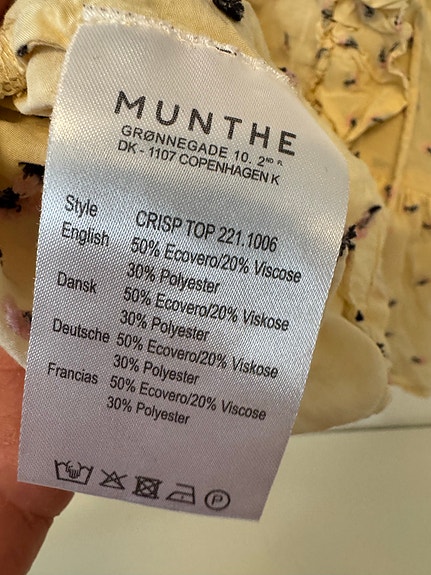 MUNTHE
GRØNNEGADE 10. 2ND FL
DK - 1107 COPENHAGEN K
Style CRISP TOP 221.1006
English 50% Ecovero/20% Viscose
30% Polyester
Dansk 50% Ecovero/20% Viskose
30% Polyester
Deutsche 50% Ecovero/20% Viskose
30% Polyester
Francias 50% Ecovero/20% Viscose
30% Polyester
P